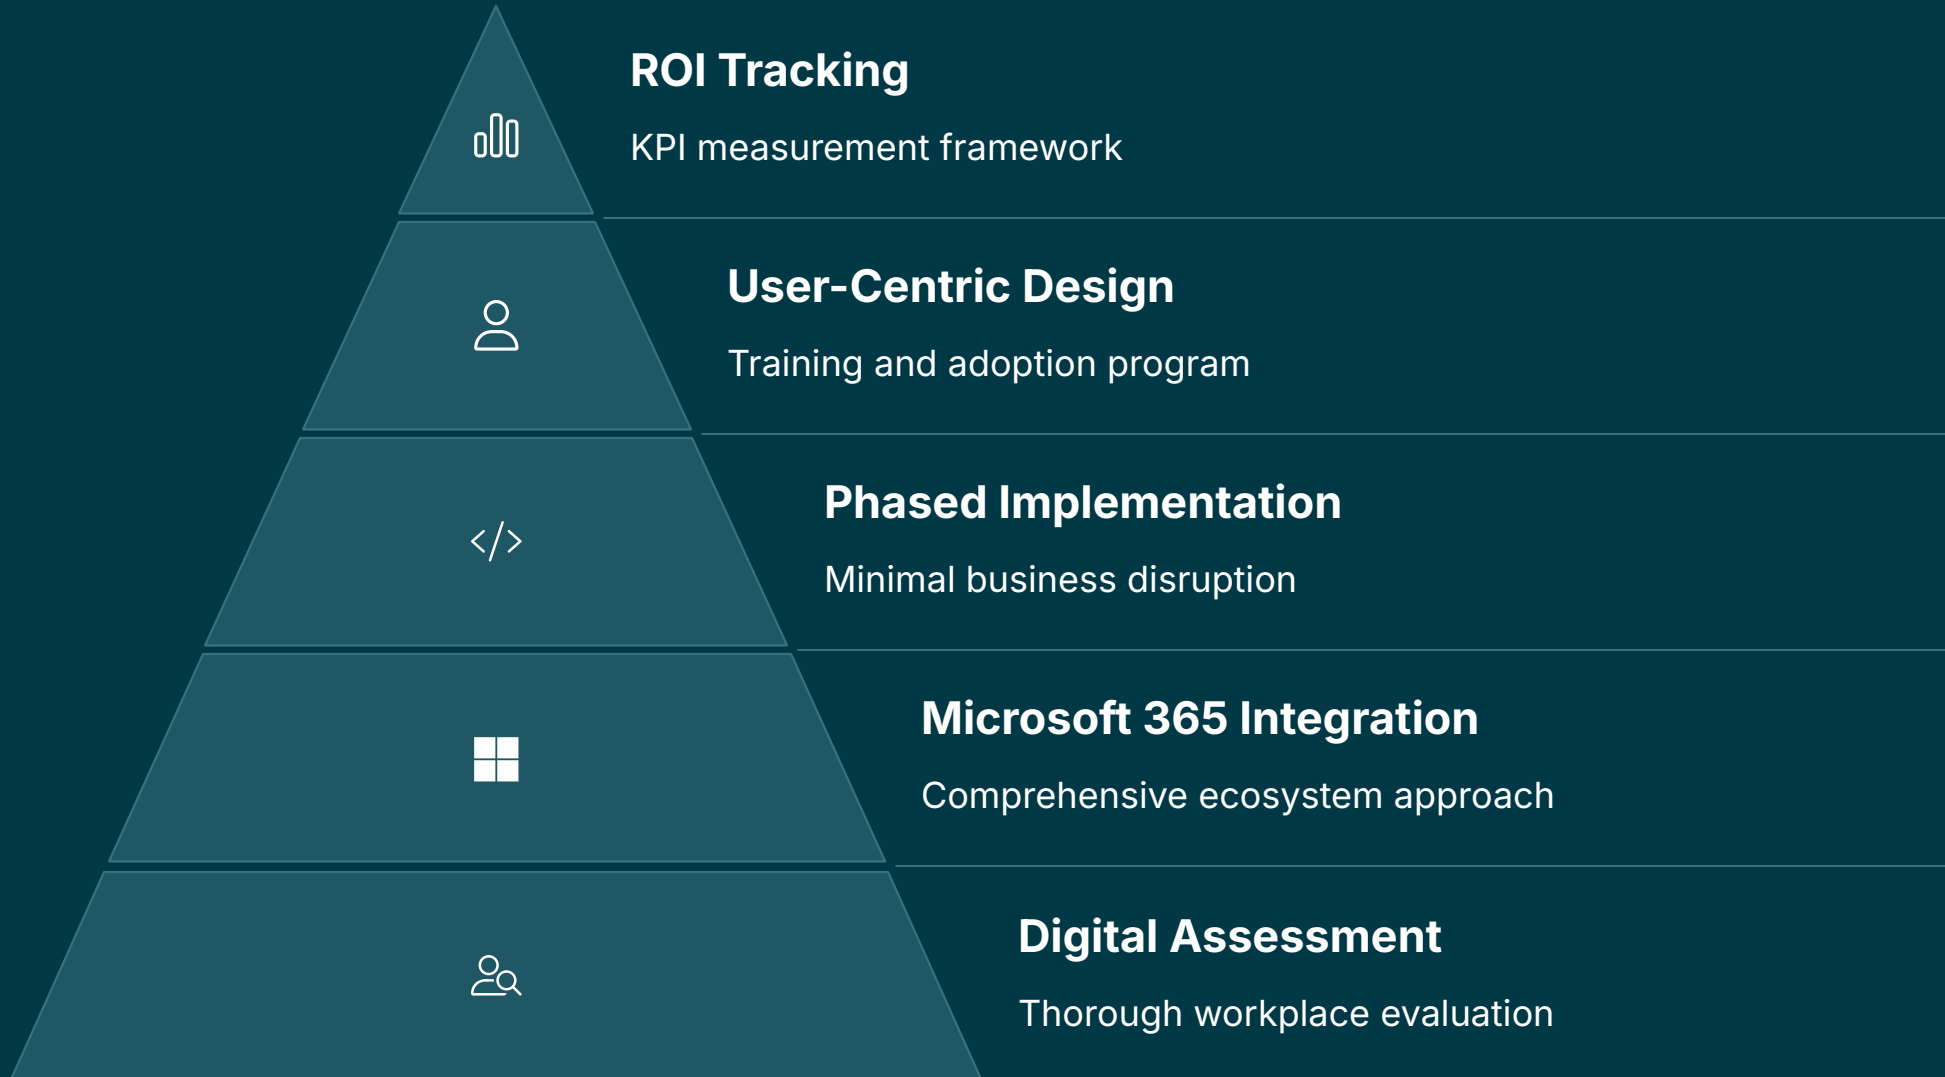 ROI Tracking
KPI measurement framework
User-Centric Design
Training and adoption program
Phased Implementation
Minimal business disruption
Microsoft 365 Integration
Comprehensive ecosystem approach
Digital Assessment
Thorough workplace evaluation